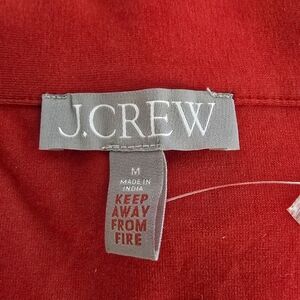 J.CREW
M
MADE IN
INDIA
KEEP
AWAY
FROM
FIRE